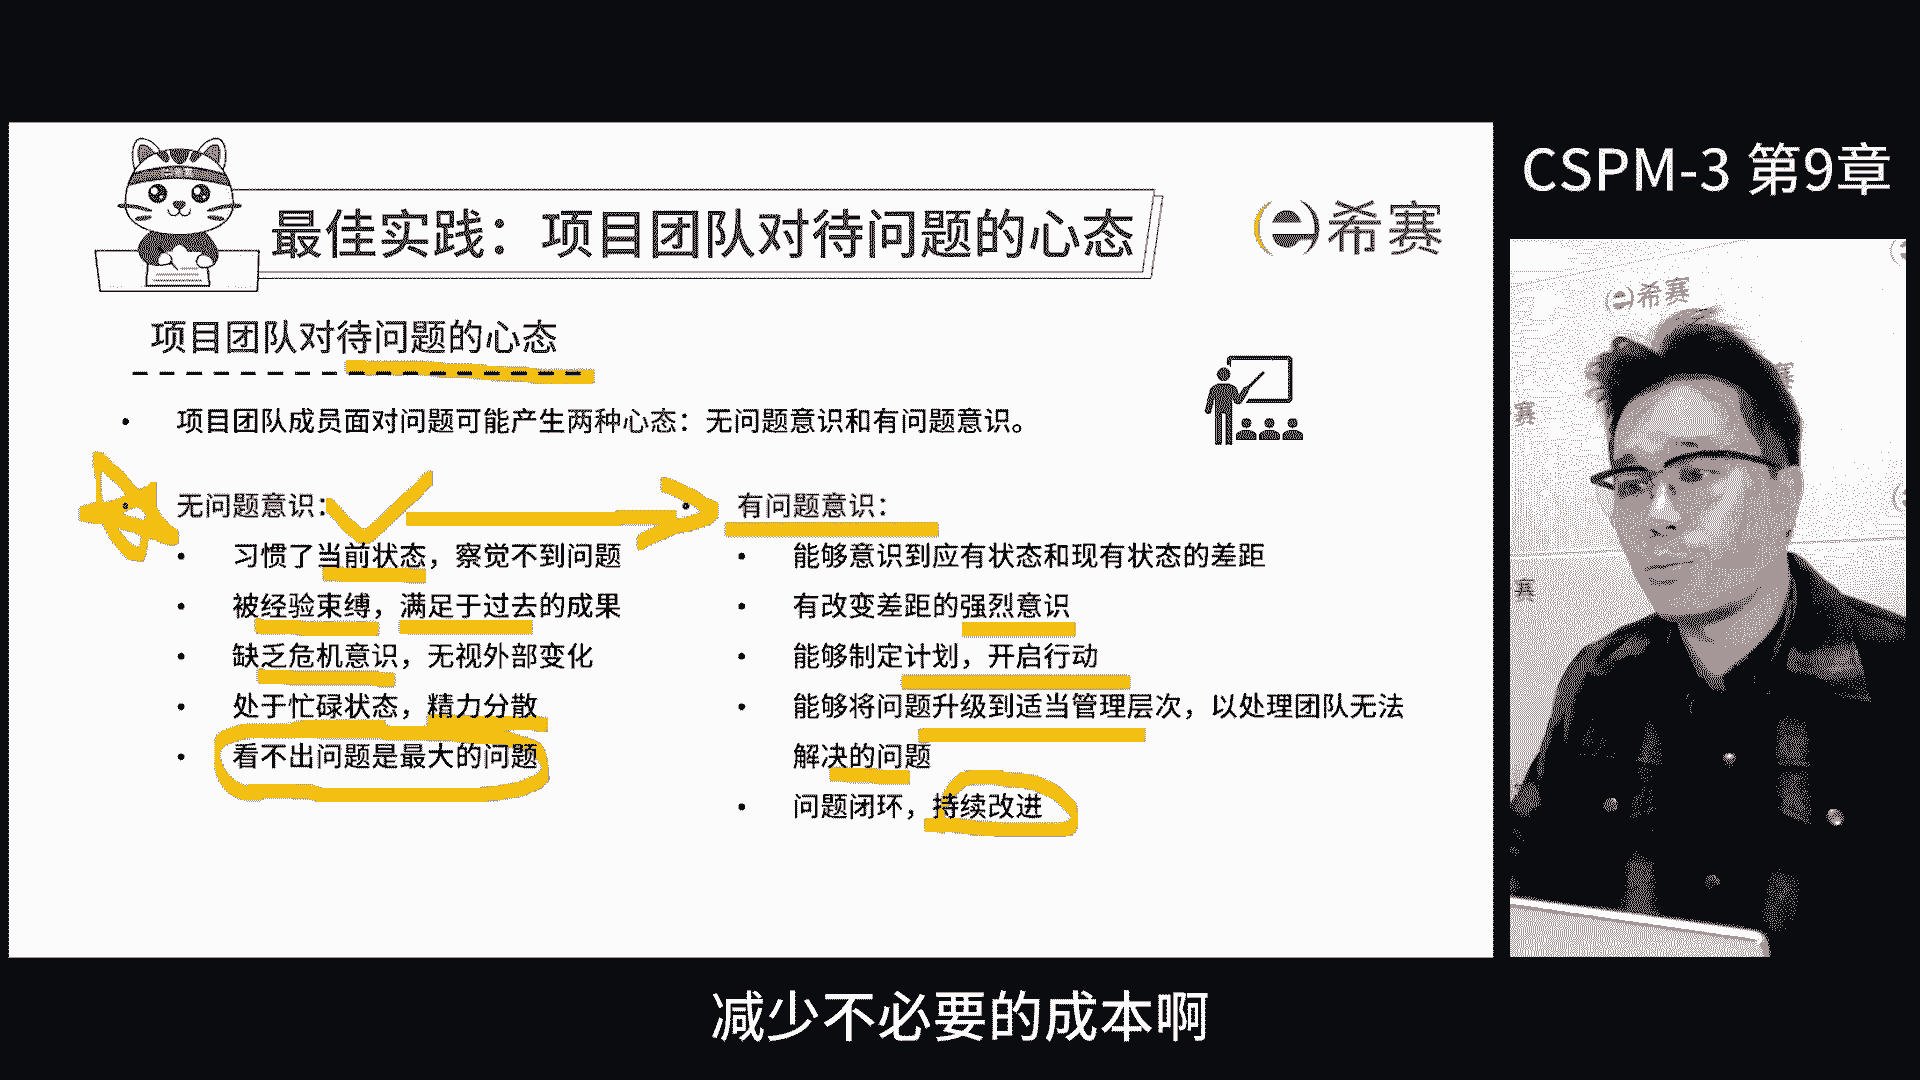 CSPM-3 第9章
最佳实践：项目团队对待问题的心态
希赛
项目团队对待问题的心态
项目团队成员面对问题可能产生两种心态：无问题意识和有问题意识。
无问题意识：
习惯了当前状态，察觉不到问题
被经验束缚，满足于过去的成果
缺乏危机意识，无视外部变化
处于忙碌状态，精力分散
看不出问题是最大的问题
有问题意识：
能够意识到应有状态和现有状态的差距
有改变差距的强烈意识
能够制定计划，开启行动
能够将问题升级到适当管理层次，以处理团队无法
解决的问题
问题闭环，持续改进
希赛
赛
赛
赛
减少不必要的成本啊